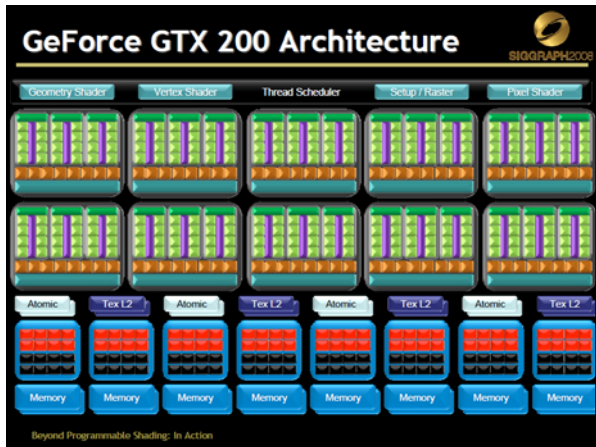 GeForce GTX 200 Architecture
SIGGRAPH2008
Geometry Shader Vertex Shader Thread Scheduler Setup / Raster Pixel Shader
Atomic Tex L2 Atomic Tex L2 Atomic Tex L2 Atomic Tex L2
Memory Memory Memory Memory Memory Memory Memory Memory
Beyond Programmable Shading: In Action